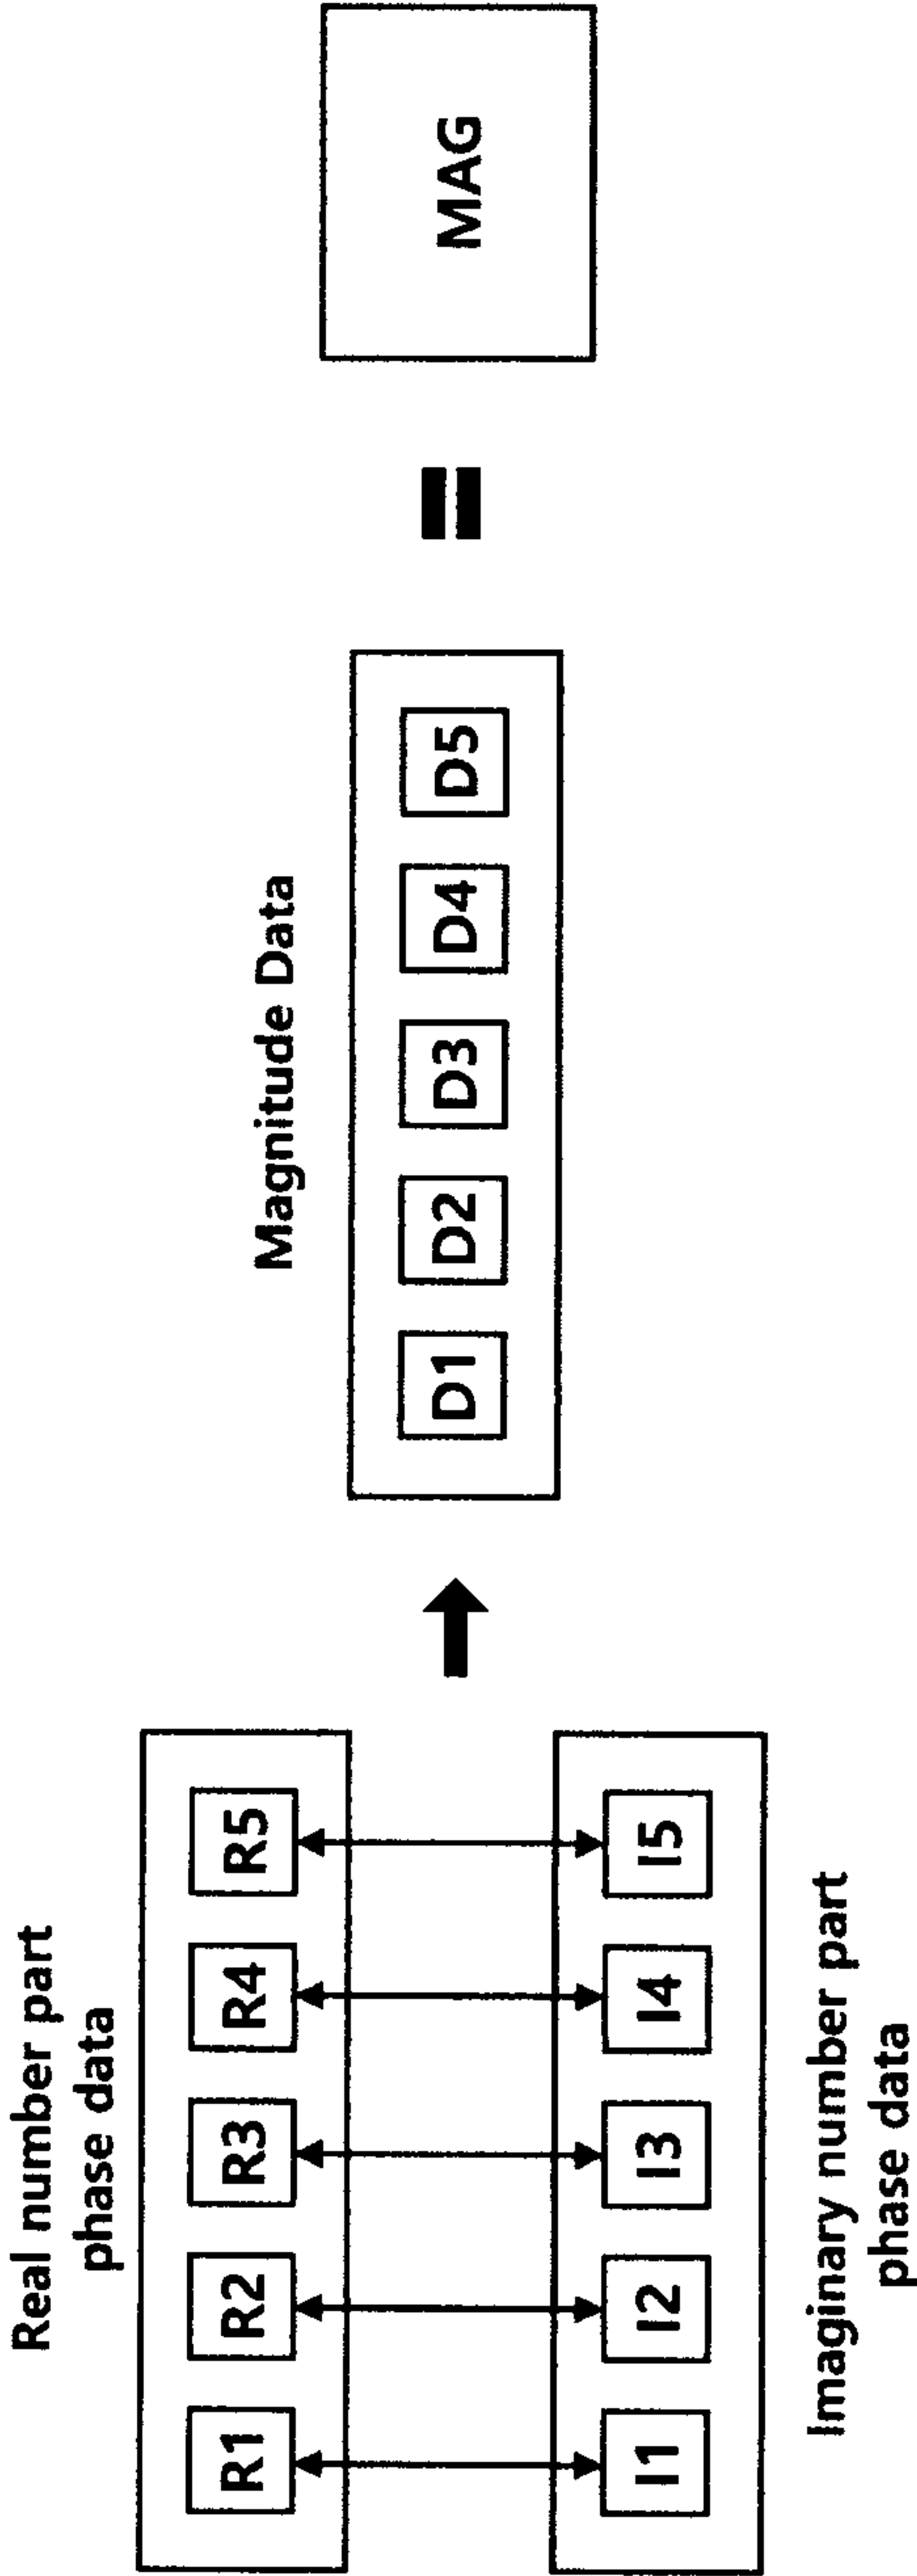 Real number part
phase data
R1 R2 R3 R4 R5
I1 I2 I3 I4 I5
Imaginary number part
phase data
Magnitude Data
D1 D2 D3 D4 D5
=
MAG